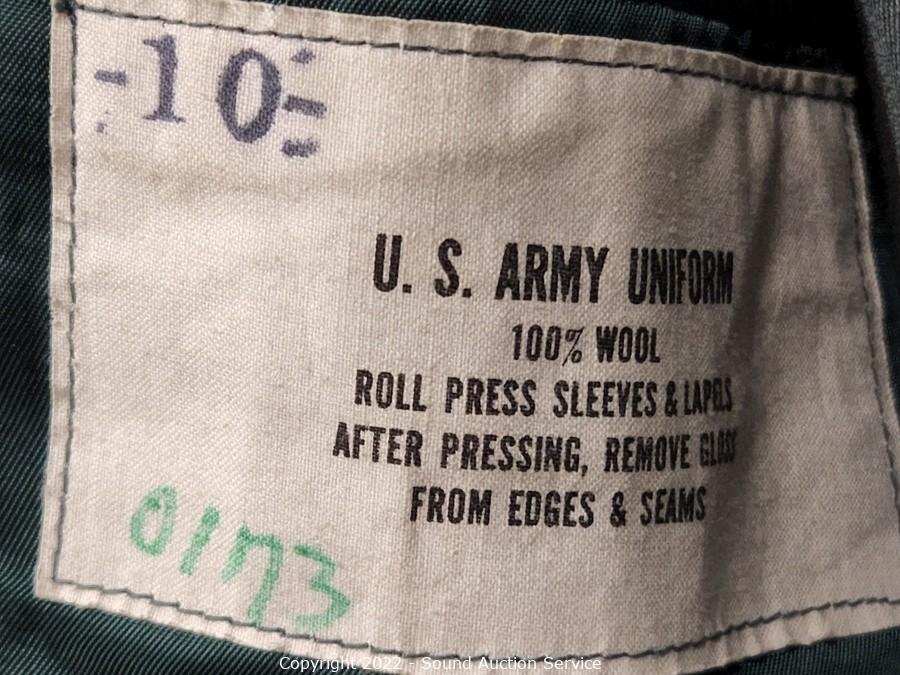 -10=
U. S. ARMY UNIFORM
100% WOOL
ROLL PRESS SLEEVES & LAPELS
AFTER PRESSING, REMOVE GLOSS
FROM EDGES & SEAMS
Copyright 2022 - Sound Auction Service